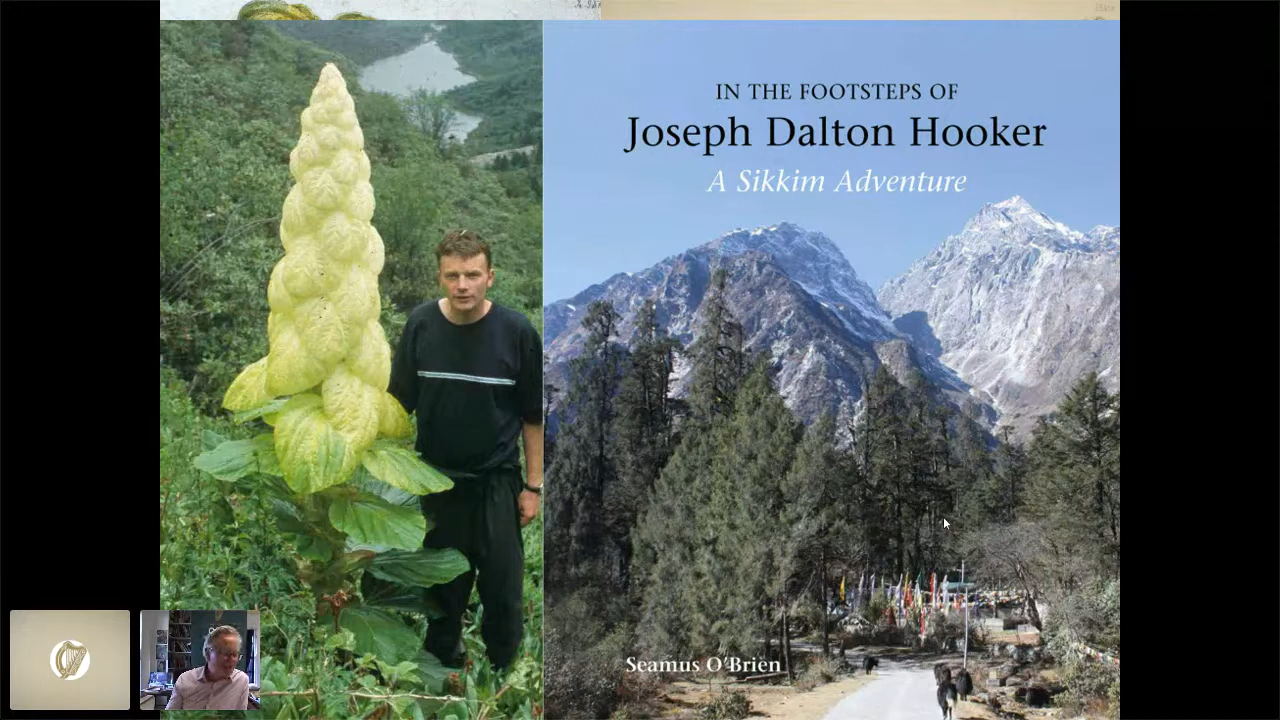 IN THE FOOTSTEPS OF
Joseph Dalton Hooker
A Sikkim Adventure
Seamus O'Brien